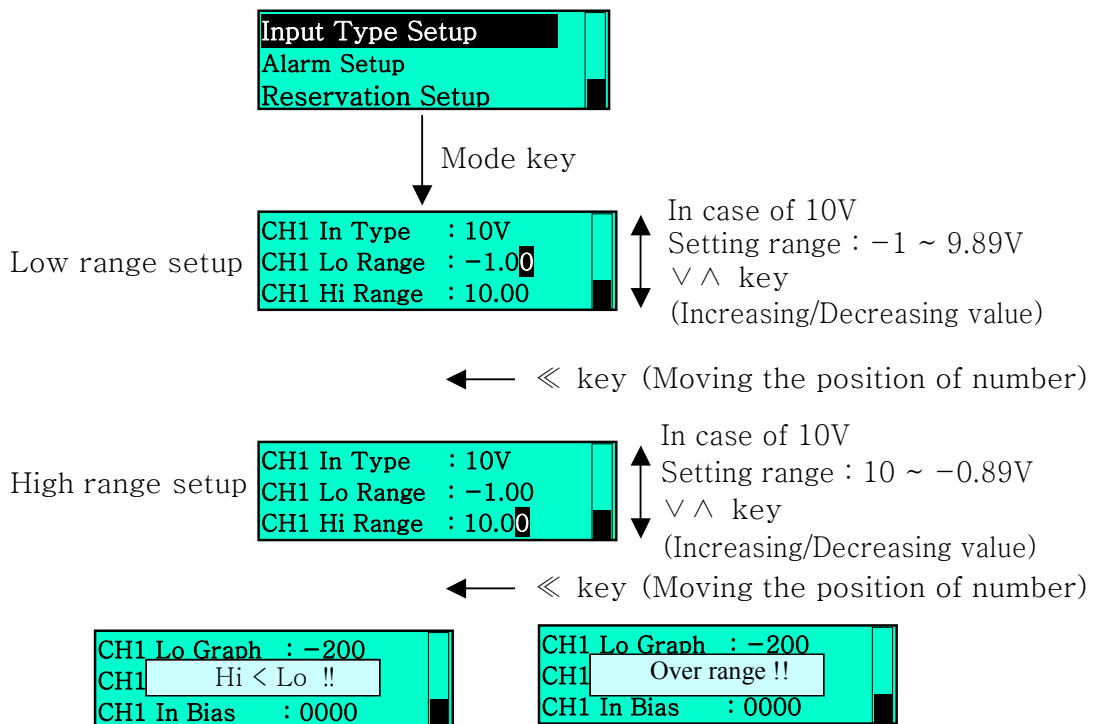 Input Type Setup
Alarm Setup
Reservation Setup
Mode key
Low range setup
CH1 In Type : 10V
CH1 Lo Range : −1.00
CH1 Hi Range : 10.00
In case of 10V
Setting range : −1 ~ 9.89V
∨∧ key
(Increasing/Decreasing value)
≪ key (Moving the position of number)
High range setup
CH1 In Type : 10V
CH1 Lo Range : −1.00
CH1 Hi Range : 10.00
In case of 10V
Setting range : 10 ~ −0.89V
∨∧ key
(Increasing/Decreasing value)
≪ key (Moving the position of number)
CH1 Lo Graph : −200
CH1
Hi < Lo !!
CH1 In Bias : 0000
CH1 Lo Graph : −200
CH1
Over range !!
CH1 In Bias : 0000